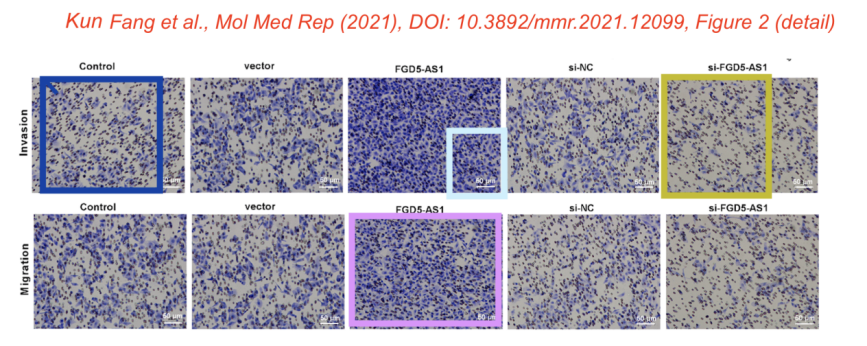 Kun Fang et al., Mol Med Rep (2021), DOI: 10.3892/mmr.2021.12099, Figure 2 (detail)
Control vector FGD5-AS1 si-NC si-FGD5-AS1
Invasion
μm 50 μm 50 μm 50 μm 50 μm
Control vector FGD5-AS1 si-NC si-FGD5-AS1
Migration
50 μm 50 μm 50 μm 50 μm 50 μm